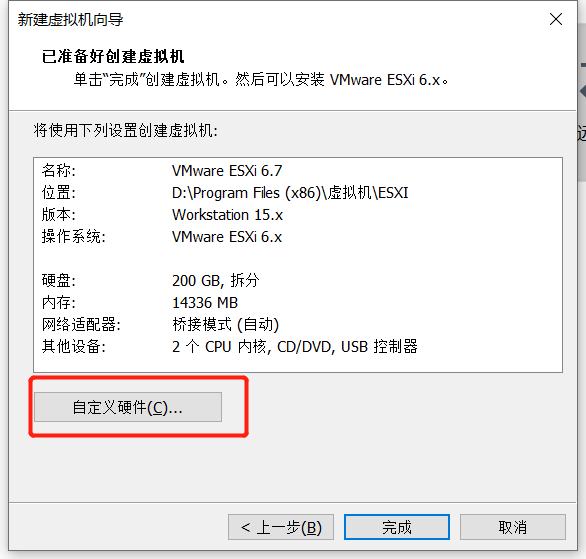 新建虚拟机向导
已准备好创建虚拟机
单击“完成”创建虚拟机。然后可以安装 VMware ESXi 6.x。
将使用下列设置创建虚拟机:
名称: VMware ESXi 6.7
位置: D:\Program Files (x86)\虚拟机\ESXI
版本: Workstation 15.x
操作系统: VMware ESXi 6.x
硬盘: 200 GB, 拆分
内存: 14336 MB
网络适配器: 桥接模式 (自动)
其他设备: 2 个 CPU 内核, CD/DVD, USB 控制器
自定义硬件(C)...
< 上一步(B) 完成 取消